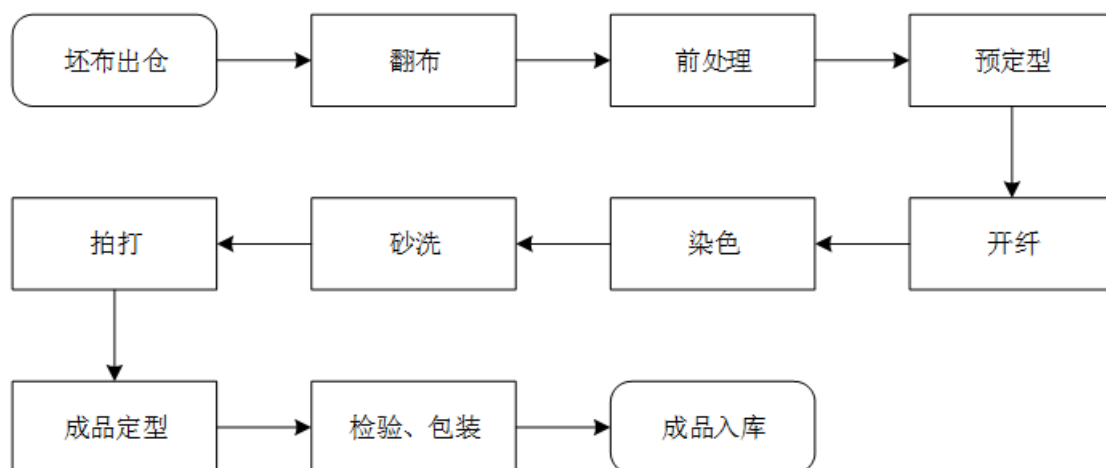 坯布出仓
翻布
前处理
预定型
拍打
砂洗
染色
开纤
成品定型
检验、包装
成品入库